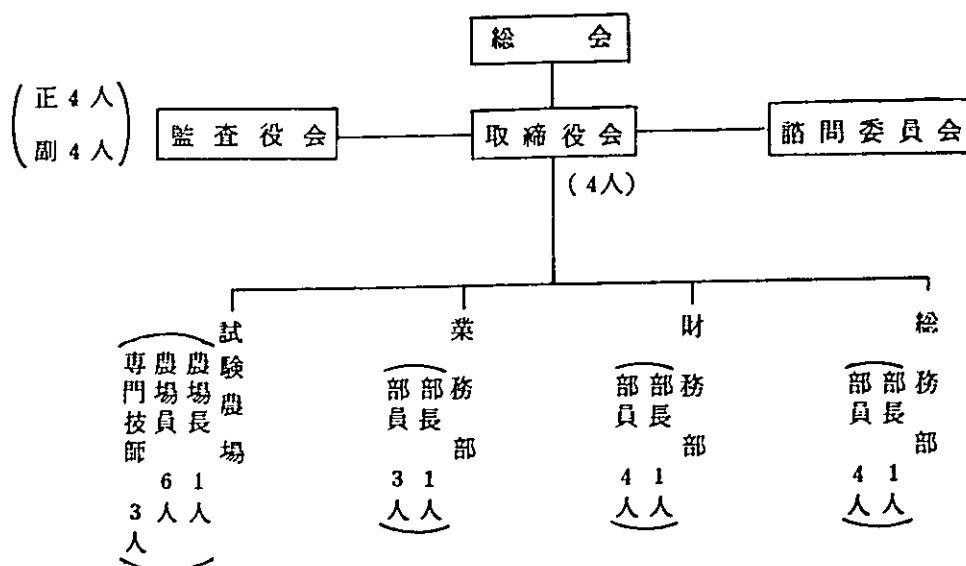 総会
(正4人
副4人)
監査役会
取締役会
(4人)
諮問委員会
総務部
(部長1人)
(部員4人)
財務部
(部長1人)
(部員4人)
業務部
(部長1人)
(部員3人)
試験農場
(農場長1人
農場員6人
専門技師3人)